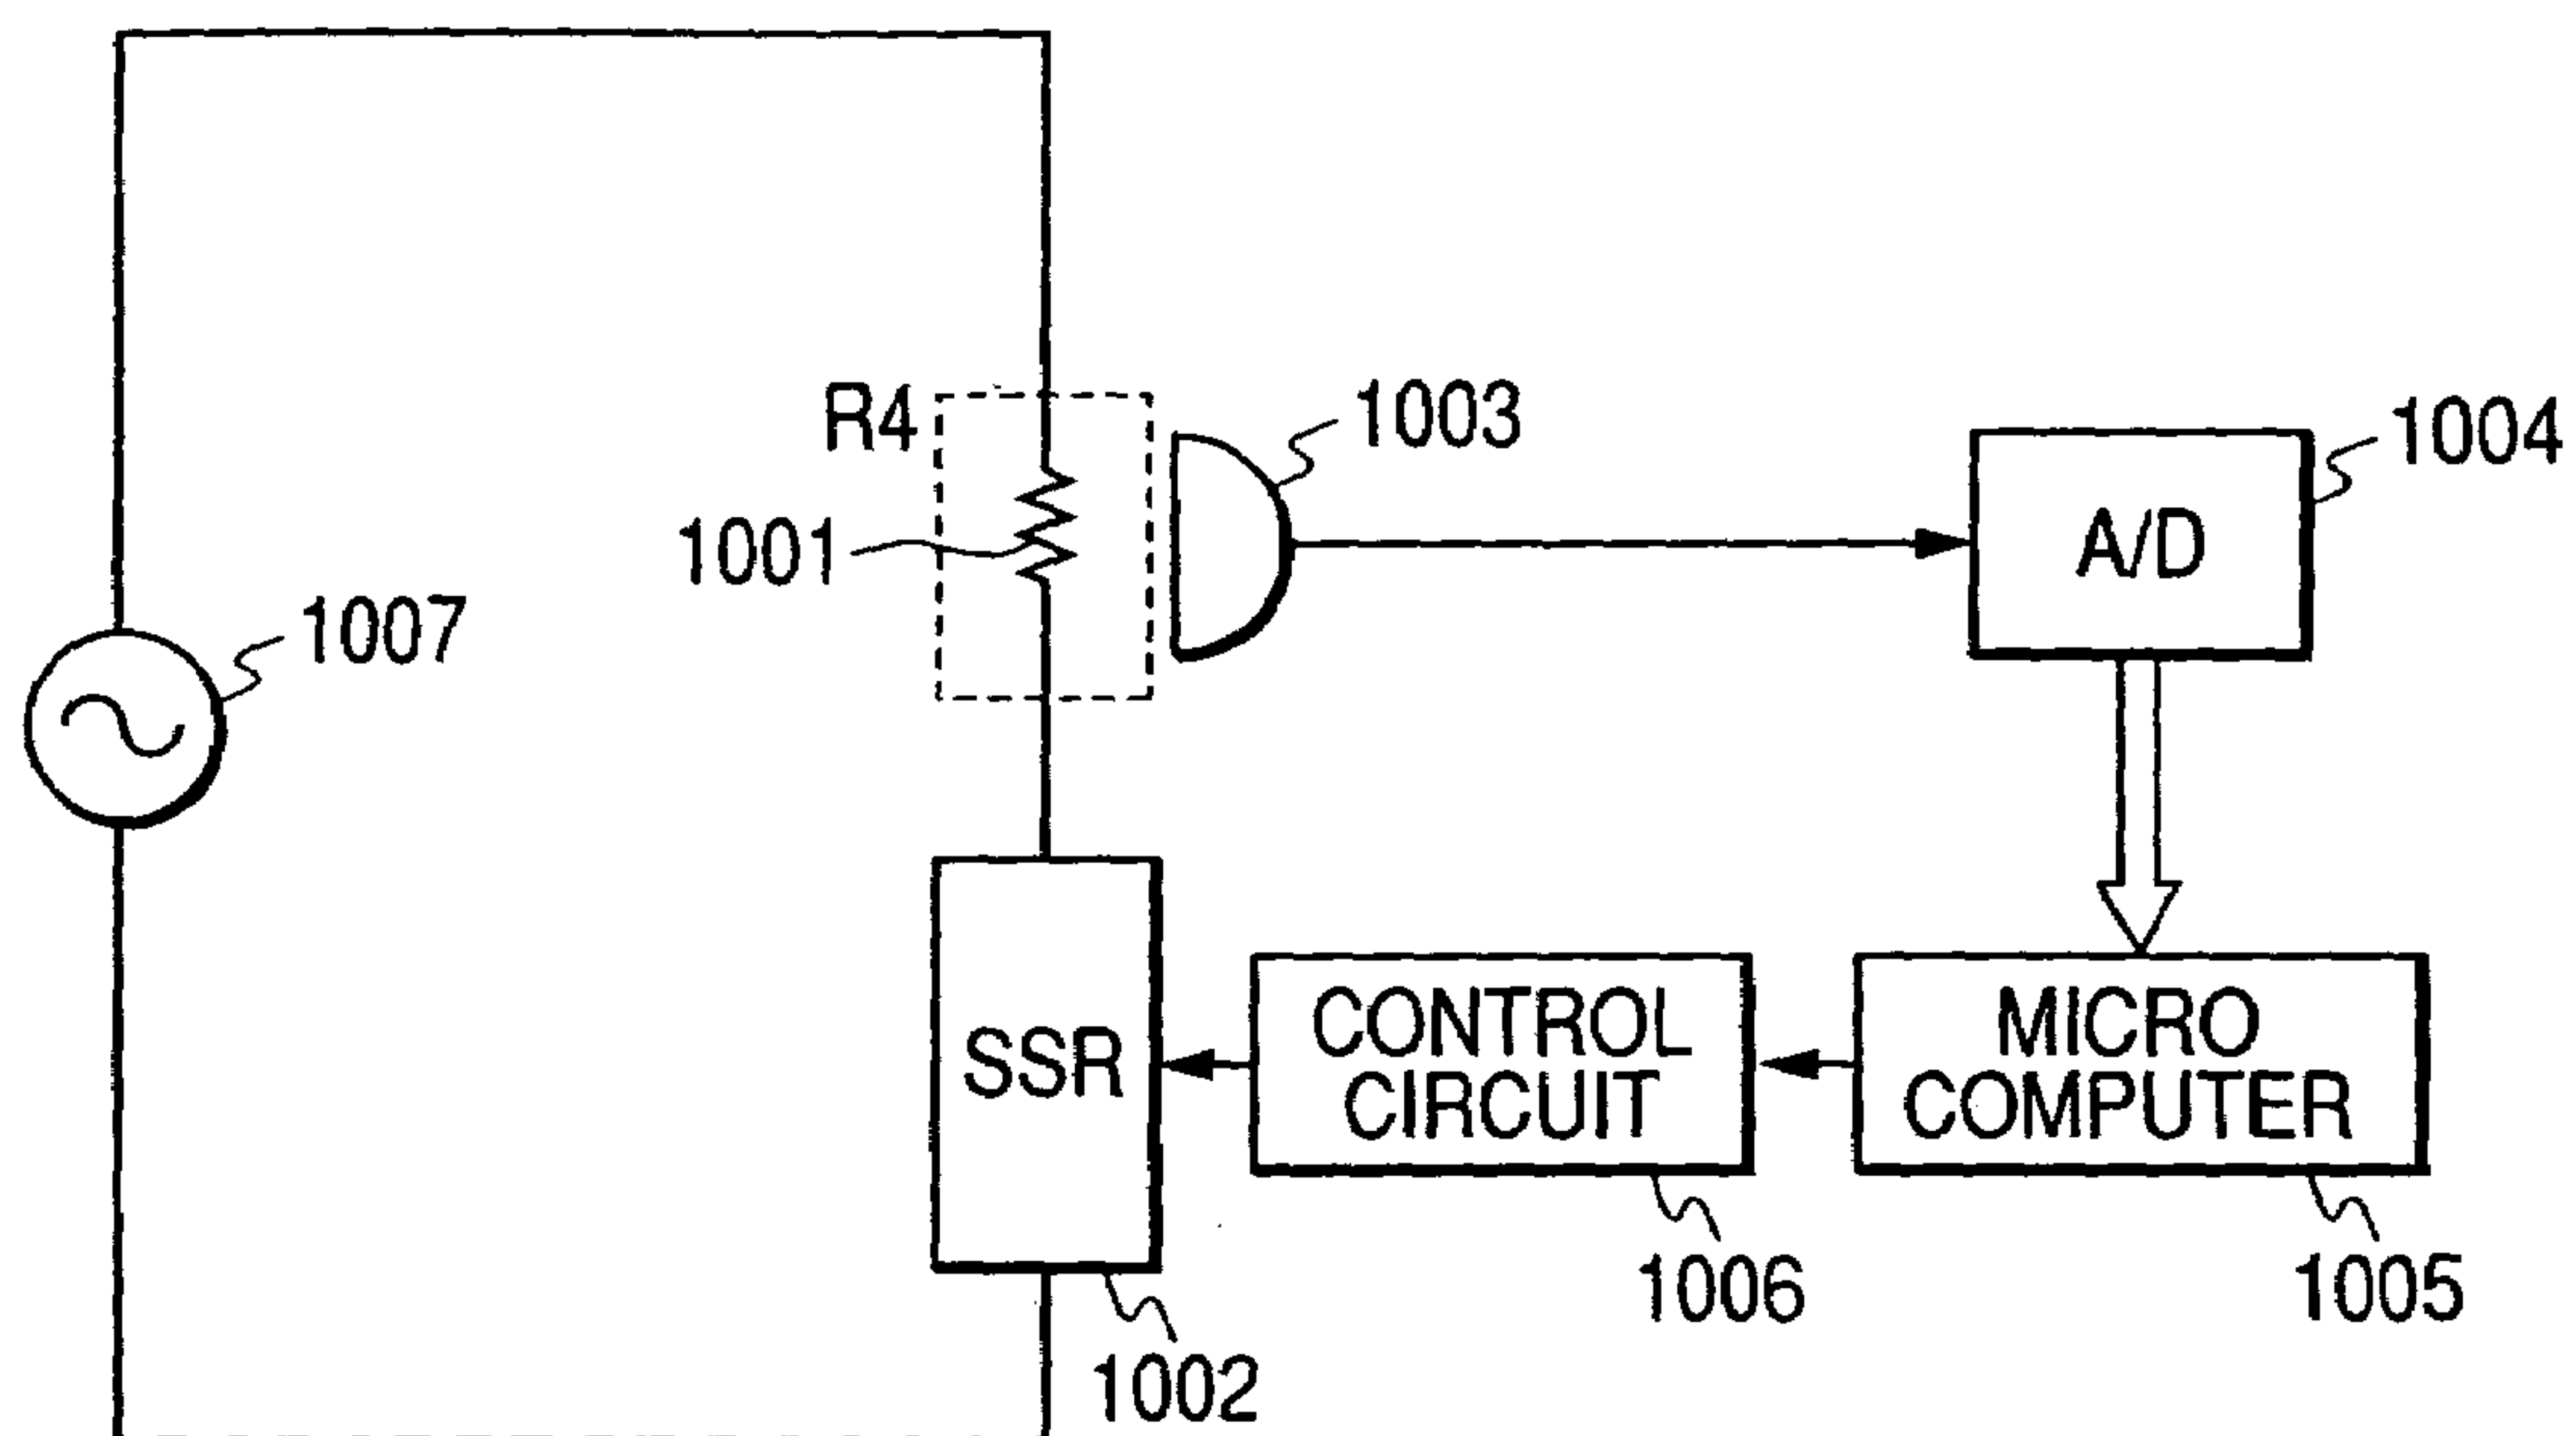 R4
1003
1004
1001
A/D
1007
SSR
CONTROL
CIRCUIT
MICRO
COMPUTER
1006
1005
1002